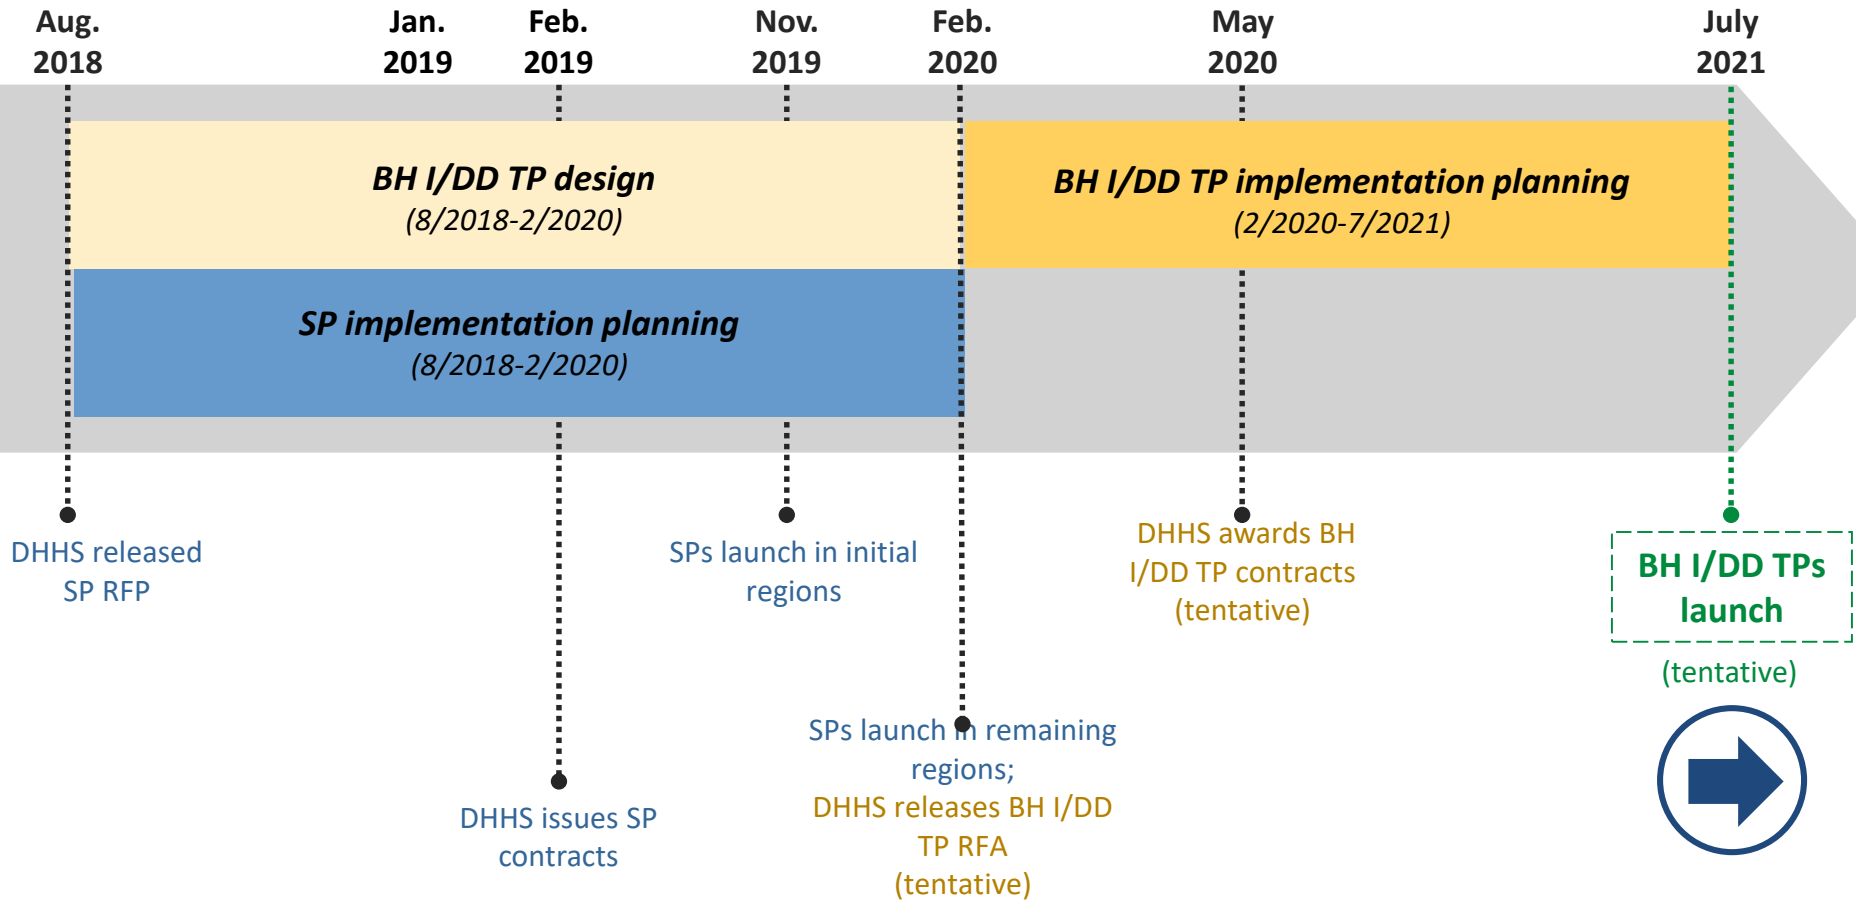 Aug.
2018
Jan.
2019
Feb.
2019
Nov.
2019
Feb.
2020
May
2020
July
2021
BH I/DD TP design
(8/2018-2/2020)
BH I/DD TP implementation planning
(2/2020-7/2021)
SP implementation planning
(8/2018-2/2020)
DHHS released
SP RFP
DHHS issues SP
contracts
SPs launch in initial
regions
SPs launch in remaining
regions;
DHHS releases BH I/DD
TP RFA
(tentative)
DHHS awards BH
I/DD TP contracts
(tentative)
BH I/DD TPs
launch
(tentative)